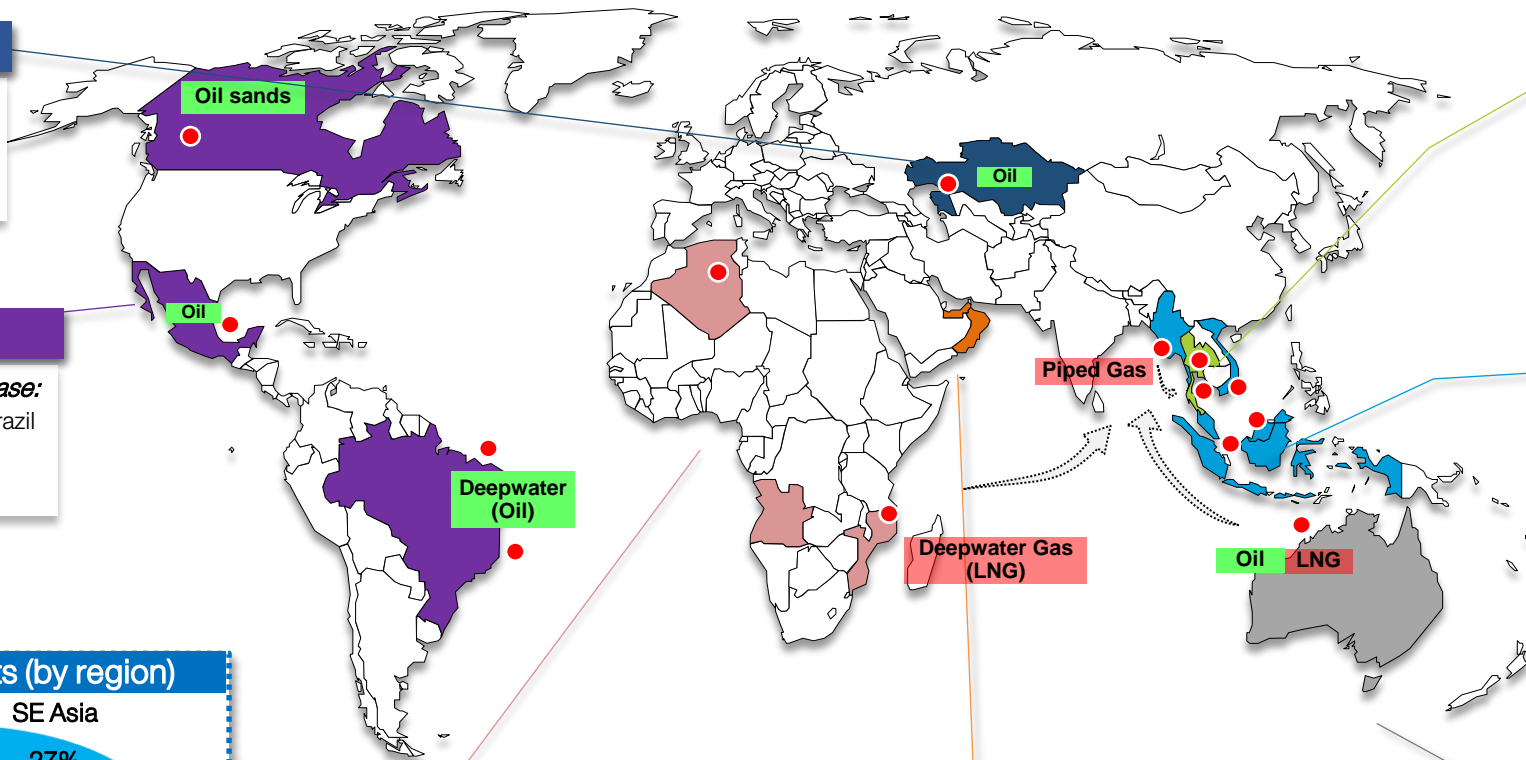 Oil sands
Oil
Oil
ase:
razil
Piped Gas
Deepwater
(Oil)
Deepwater Gas
(LNG)
Oil LNG
ts (by region)
SE Asia